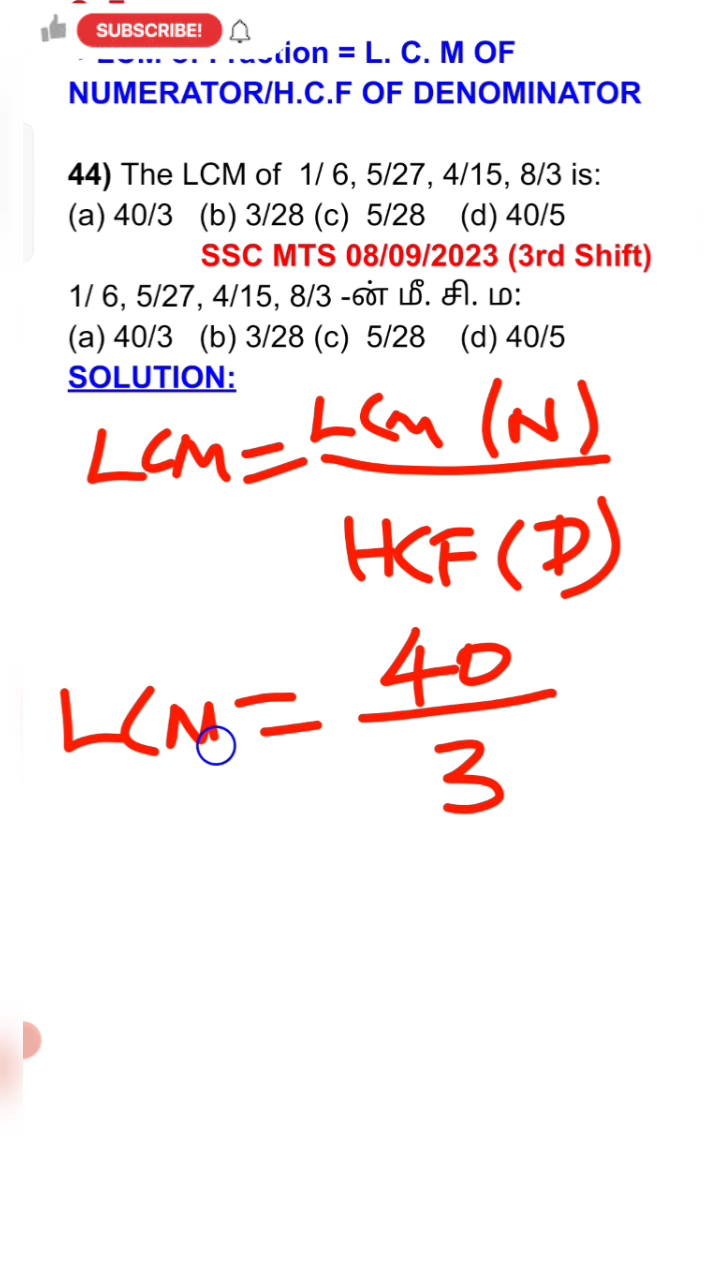 SUBSCRIBE!
= L. C. M OF
NUMERATOR/H.C.F OF DENOMINATOR
44) The LCM of 1/ 6, 5/27, 4/15, 8/3 is:
(a) 40/3 (b) 3/28 (c) 5/28 (d) 40/5
SSC MTS 08/09/2023 (3rd Shift)
1/ 6, 5/27, 4/15, 8/3 -ன் மீ. சி. ம:
(a) 40/3 (b) 3/28 (c) 5/28 (d) 40/5
SOLUTION:
LCM = LCM (N)
HCF (D)
LCM = 40
3